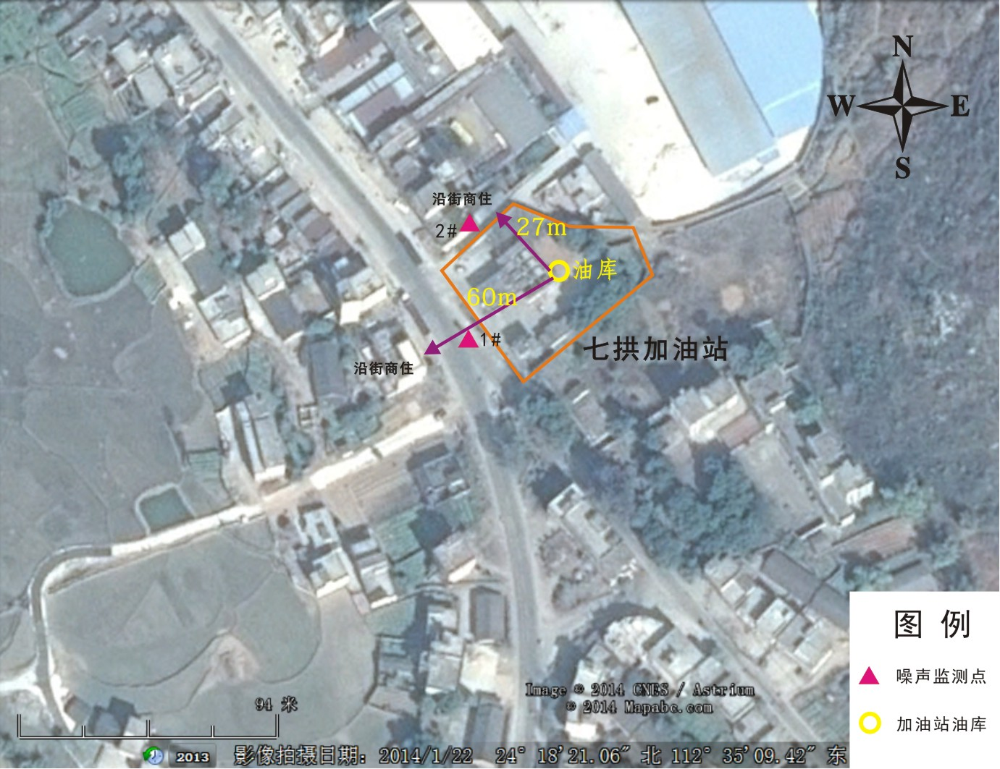 N
W E
S
沿街商住
2#
27m
油库
60m
1#
七拱加油站
沿街商住
图 例
噪声监测点
加油站油库
Image © 2014 CNES / Astrium
© 2014 Mapabc.com
94 米
2013
影像拍摄日期: 2014/1/22 24° 18′21.06″ 北 112° 35′09.42″ 东